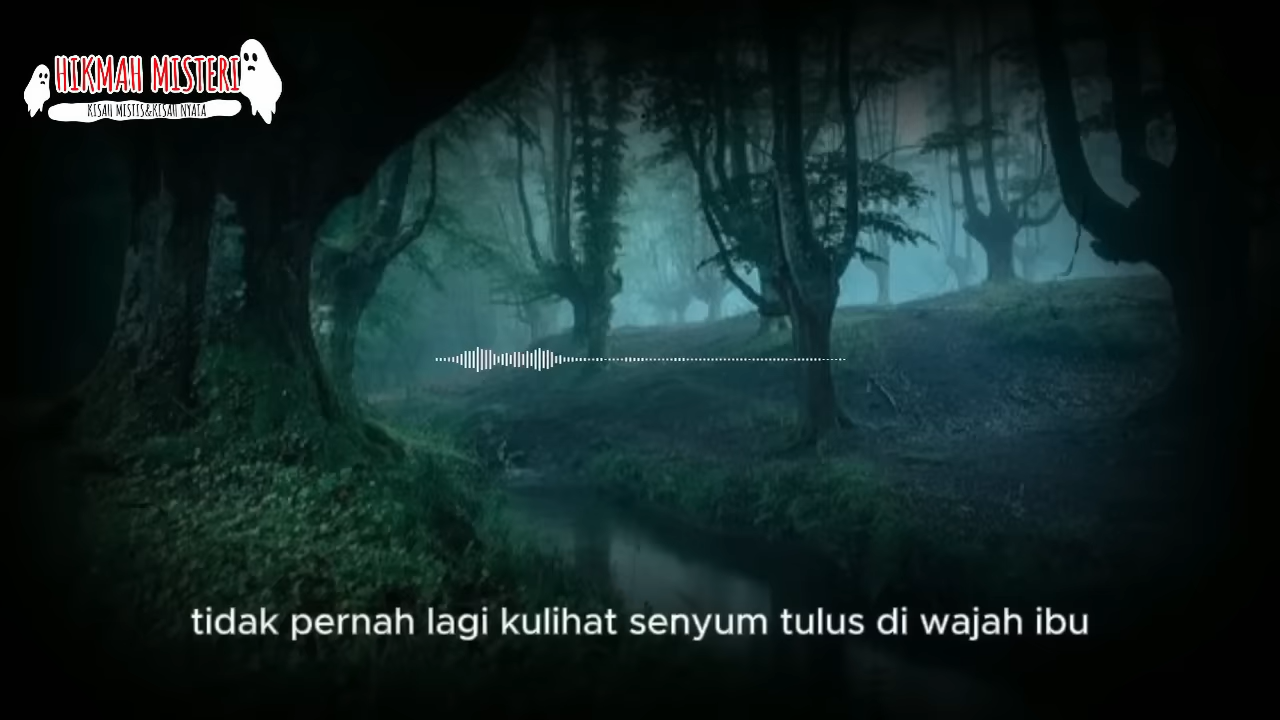 HIKMAH MISTERI
KISAH MISTIS&KISAH NYATA
tidak pernah lagi kulihat senyum tulus di wajah ibu